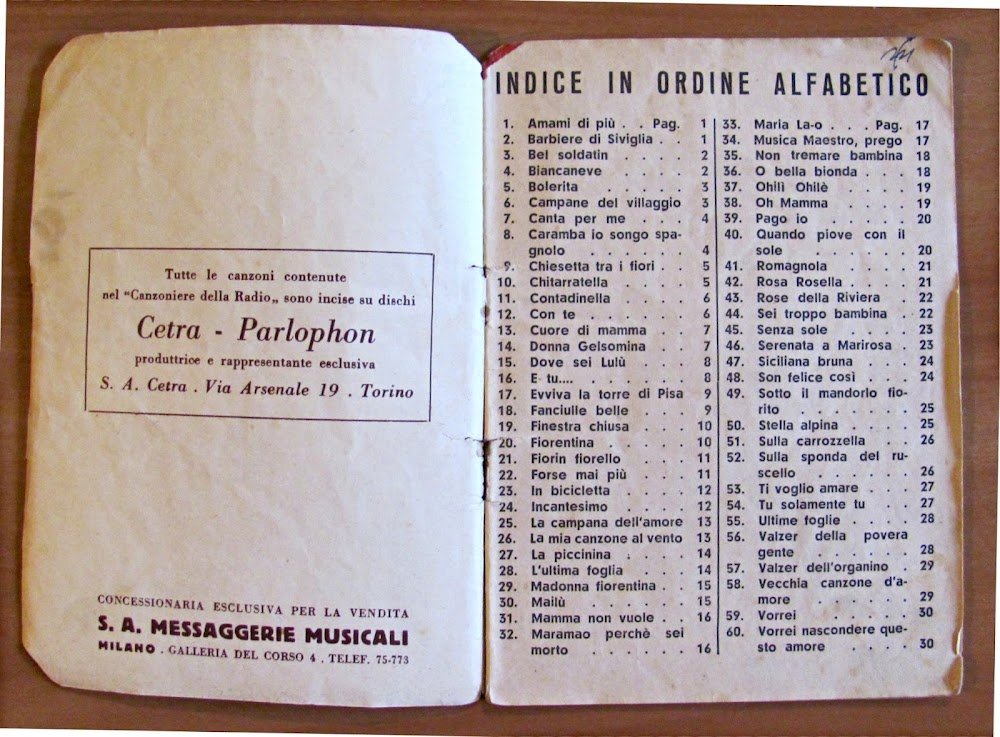 Tutte le canzoni contenute
nel "Canzoniere della Radio„ sono incise su dischi
Cetra - Parlophon
produttrice e rappresentante esclusiva
S. A. Cetra . Via Arsenale 19 . Torino
CONCESSIONARIA ESCLUSIVA PER LA VENDITA
S. A. MESSAGGERIE MUSICALI
MILANO . GALLERIA DEL CORSO 4 . TELEF. 75-773
INDICE IN ORDINE ALFABETICO
1. Amami di più . . Pag. 1
2. Barbiere di Siviglia . . 1
3. Bel soldatin . . . . 2
4. Biancaneve . . . . 2
5. Bolerita . . . . . 3
6. Campane del villaggio 3
7. Canta per me . . . 4
8. Caramba io songo spa-
gnolo . . . . . . 4
9. Chiesetta tra i fiori . . 5
10. Chitarratella . . . . 5
11. Contadinella . . . . 6
12. Con te . . . . . . 6
13. Cuore di mamma . . 7
14. Donna Gelsomina . . 7
15. Dove sei Lulù . . . 8
16. E tu.... . . . . . . 8
17. Evviva la torre di Pisa 9
18. Fanciulle belle . . . 9
19. Finestra chiusa . . . 10
20. Fiorentina . . . . . 10
21. Fiorin fiorello . . . 11
22. Forse mai più . . . 11
23. In bicicletta . . . . 12
24. Incantesimo . . . . 12
25. La campana dell'amore 13
26. La mia canzone al vento 13
27. La piccinina . . . . 14
28. L'ultima foglia . . . 14
29. Madonna fiorentina . . 15
30. Mailù . . . . . . 15
31. Mamma non vuole . . 16
32. Maramao perchè sei
morto . . . . . . 16
33. Maria La-o . . . Pag. 17
34. Musica Maestro, prego 17
35. Non tremare bambina 18
36. O bella bionda . . . 18
37. Ohilì Ohilè . . . . 19
38. Oh Mamma . . . . 19
39. Pago io . . . . . 20
40. Quando piove con il
sole . . . . . . 20
41. Romagnola . . . . 21
42. Rosa Rosella . . . . 21
43. Rose della Riviera . 22
44. Sei troppo bambina . 22
45. Senza sole . . . . 23
46. Serenata a Marirosa . 23
47. Siciliana bruna . . . 24
48. Son felice così . . . 24
49. Sotto il mandorlo fio-
rito . . . . . . . 25
50. Stella alpina . . . . 25
51. Sulla carrozzella . . 26
52. Sulla sponda del ru-
scello . . . . . . 26
53. Ti voglio amare . . . 27
54. Tu solamente tu . . 27
55. Ultime foglie . . . . 28
56. Valzer della povera
gente . . . . . . 28
57. Valzer dell'organino . 29
58. Vecchia canzone d'a-
more . . . . . . 29
59. Vorrei . . . . . . 30
60. Vorrei nascondere que-
sto amore . . . . 30